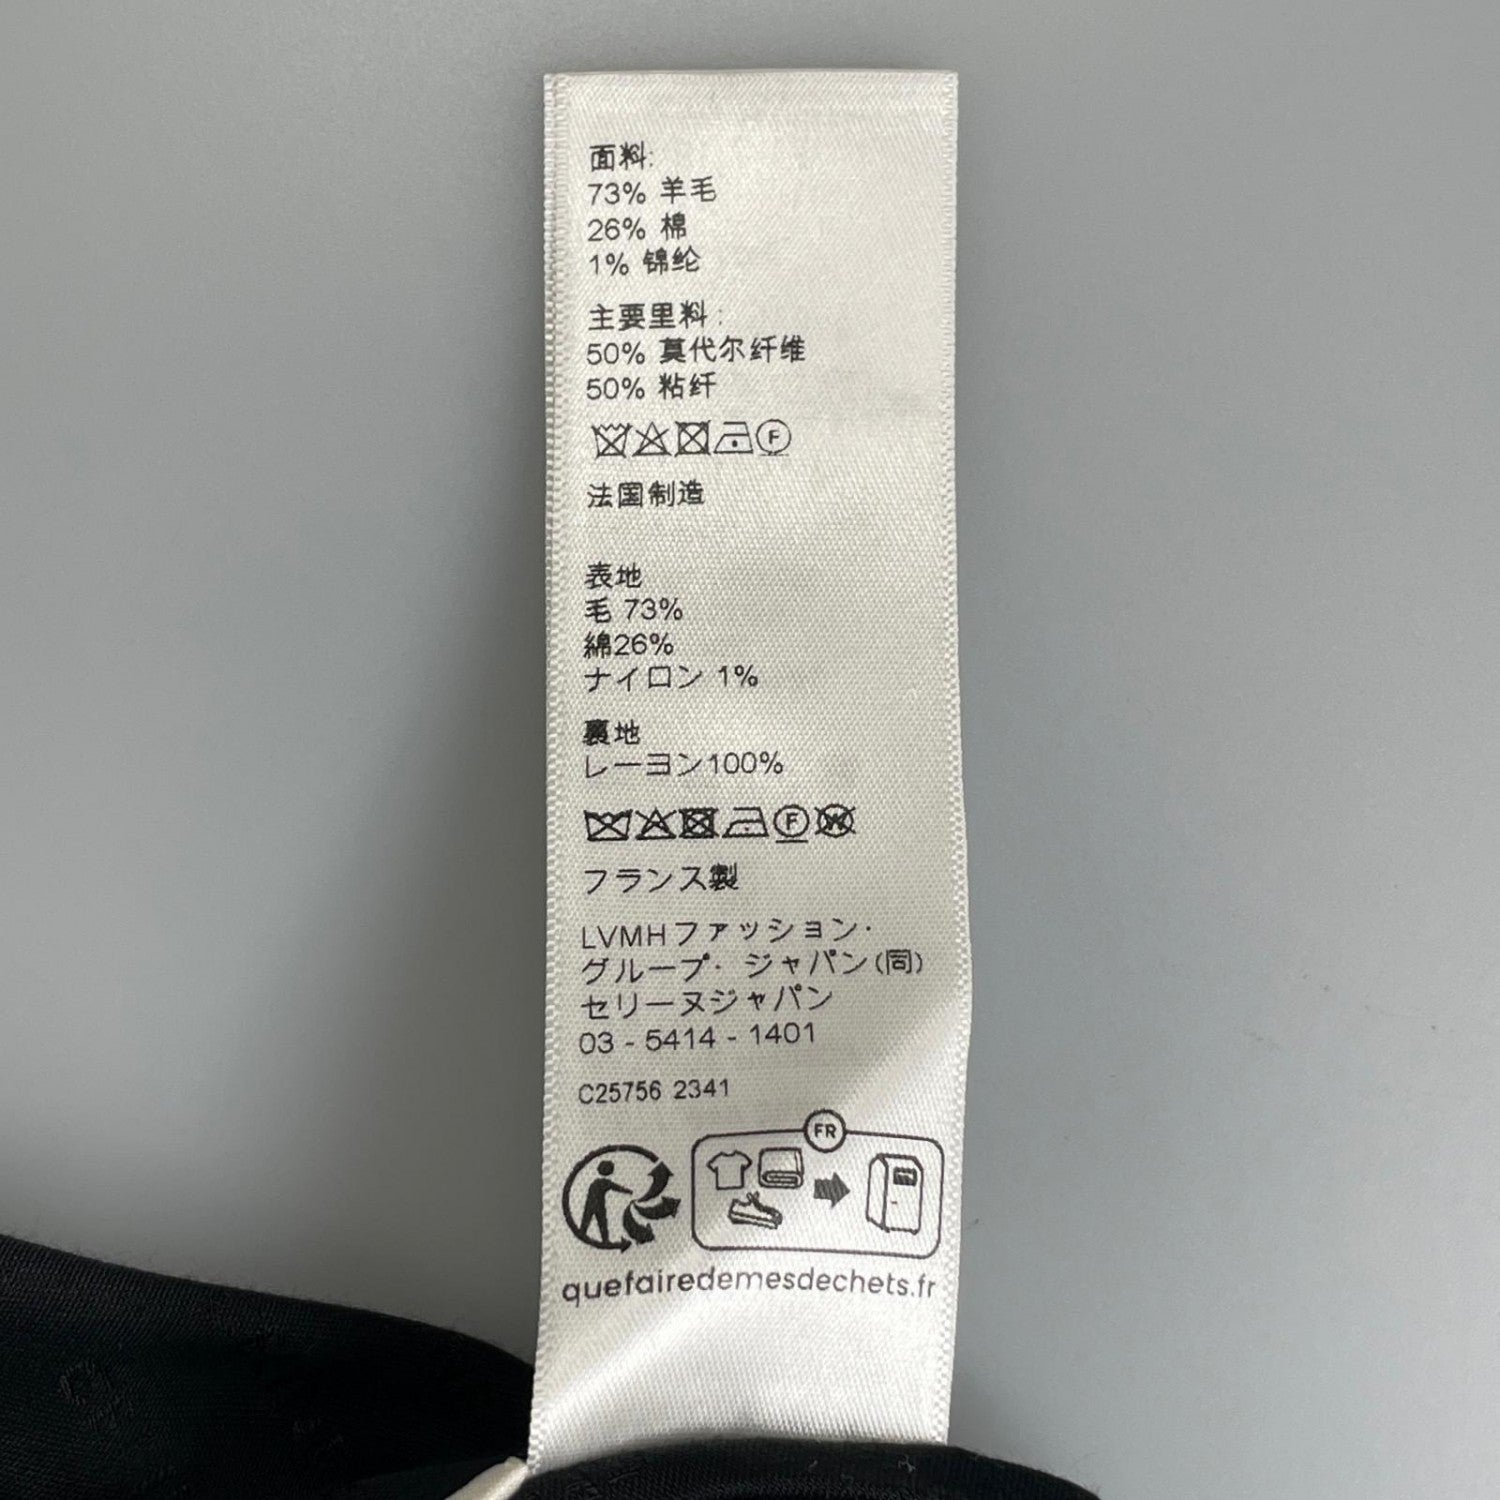 面料:
73% 羊毛
26% 棉
1% 锦纶
主要里料:
50% 莫代尔纤维
50% 粘纤
F
法国制造
表地
毛 73%
綿26%
ナイロン 1%
裏地
レーヨン100%
F W
フランス製
LVMHファッション・
グループ・ジャパン(同)
セリーヌジャパン
03 - 5414 - 1401
C25756 2341
FR
quefairedemesdechets.fr